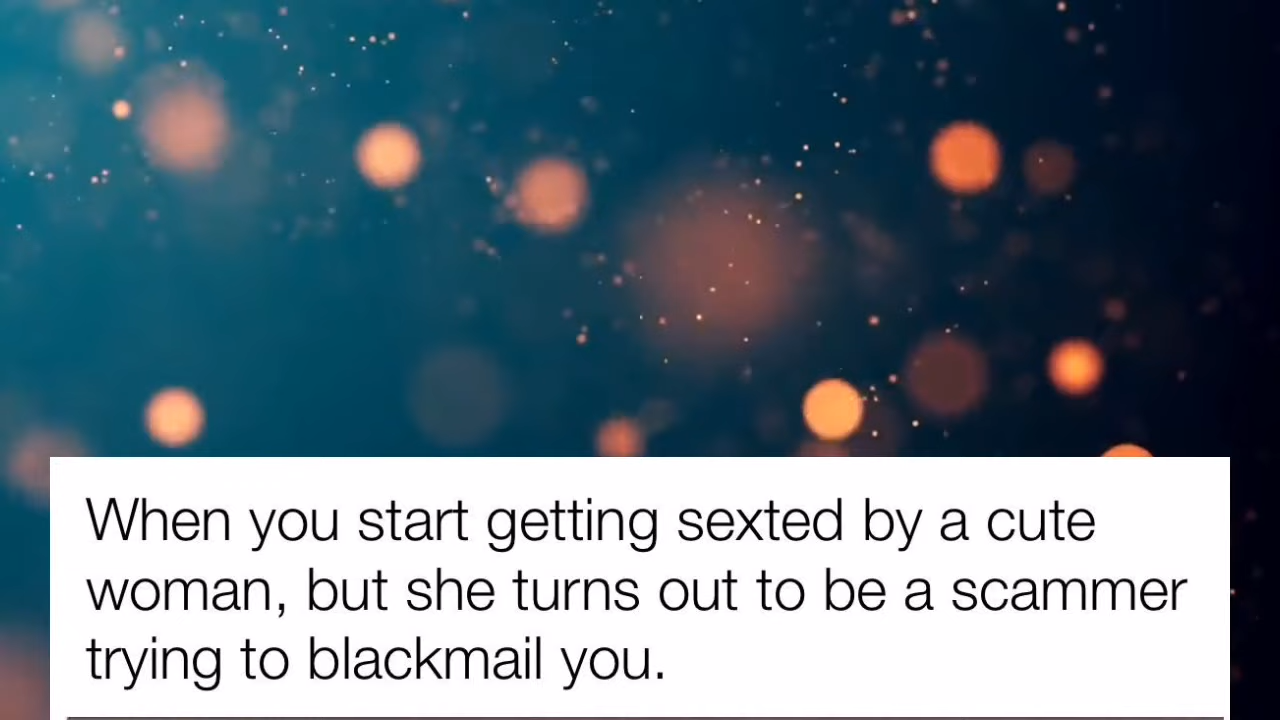 When you start getting sexted by a cute
woman, but she turns out to be a scammer
trying to blackmail you.